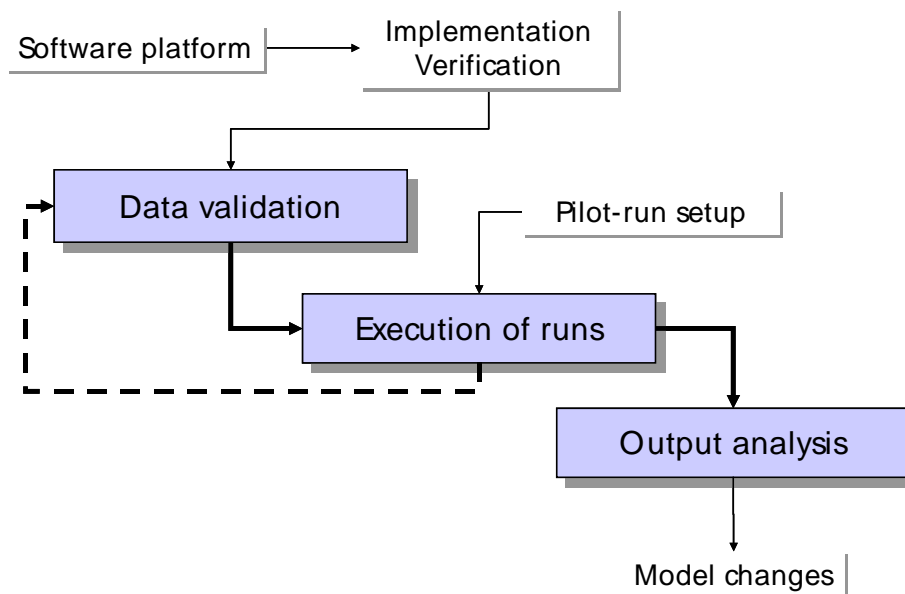 Software platform
Implementation
Verification
Data validation
Pilot-run setup
Execution of runs
Output analysis
Model changes